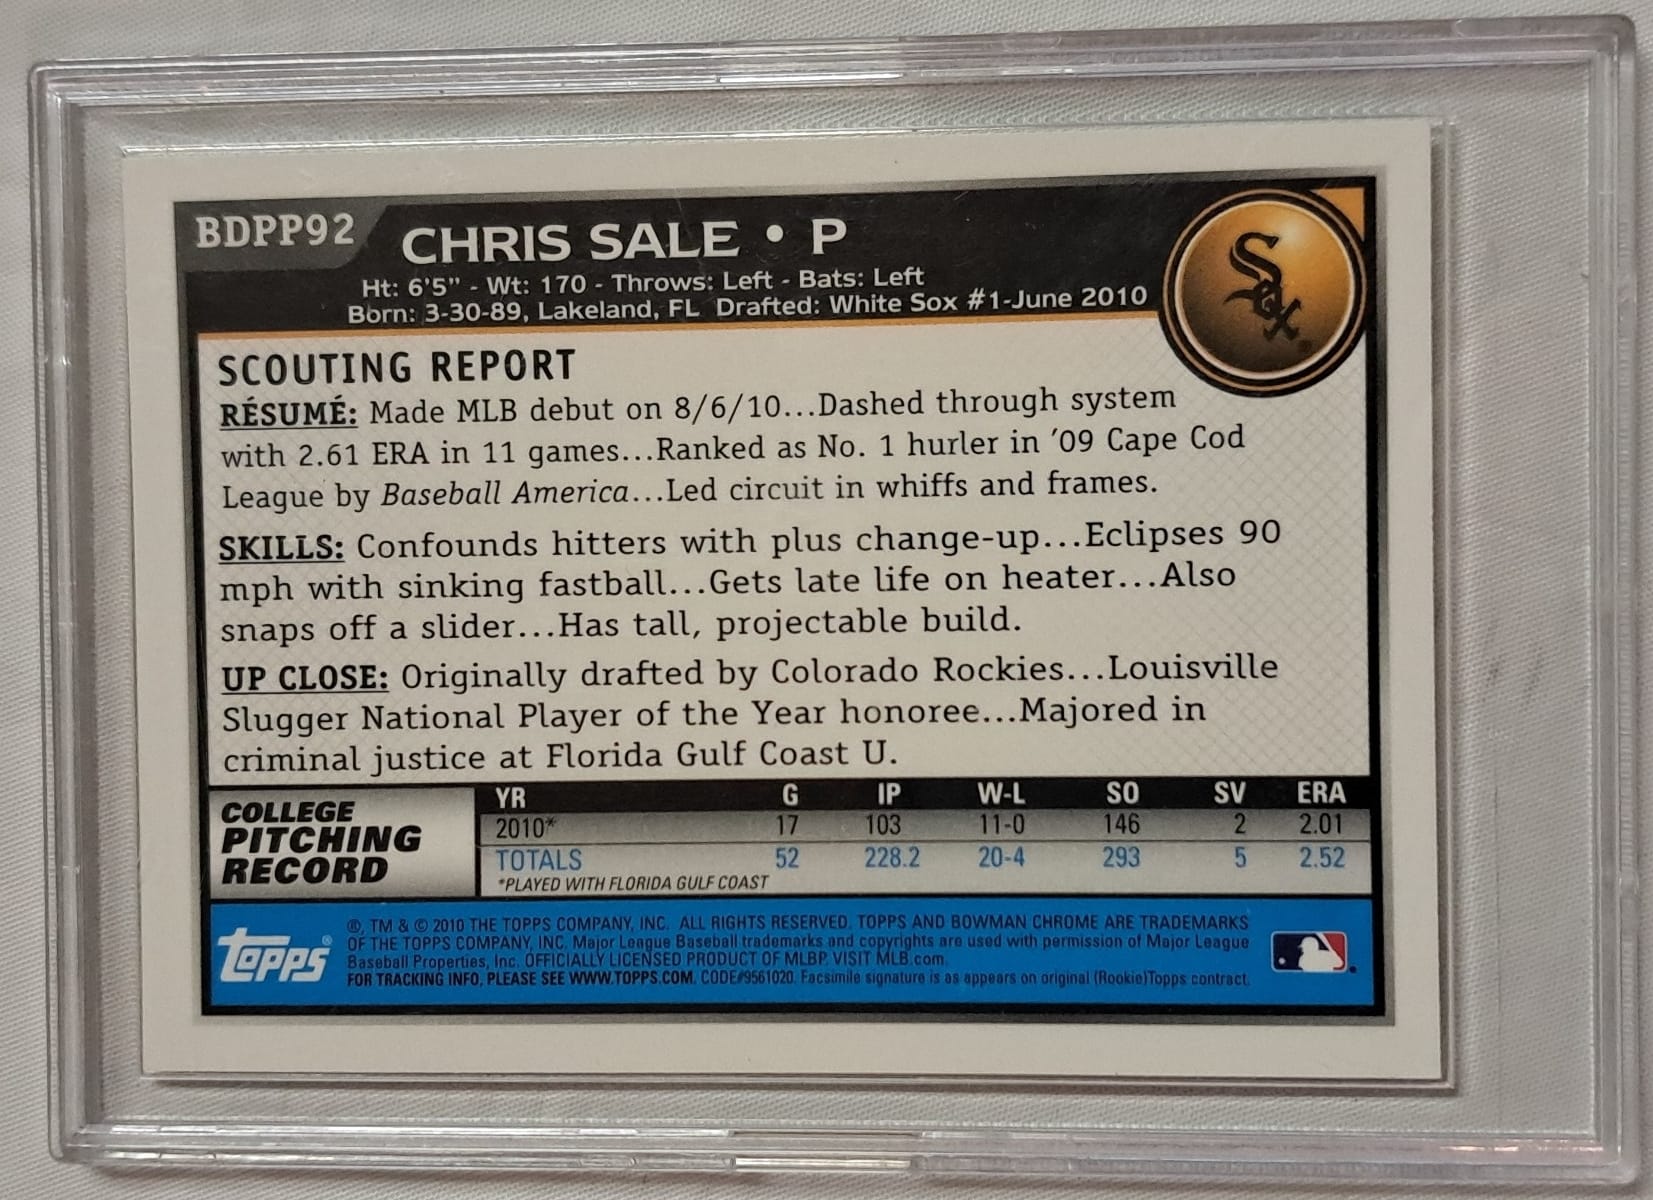 BDPP92
CHRIS SALE • P
Ht: 6'5" - Wt: 170 - Throws: Left - Bats: Left
Born: 3-30-89, Lakeland, FL Drafted: White Sox #1-June 2010
Sox
SCOUTING REPORT
RÉSUMÉ: Made MLB debut on 8/6/10...Dashed through system
with 2.61 ERA in 11 games...Ranked as No. 1 hurler in '09 Cape Cod
League by Baseball America...Led circuit in whiffs and frames.
SKILLS: Confounds hitters with plus change-up...Eclipses 90
mph with sinking fastball...Gets late life on heater...Also
snaps off a slider...Has tall, projectable build.
UP CLOSE: Originally drafted by Colorado Rockies...Louisville
Slugger National Player of the Year honoree...Majored in
criminal justice at Florida Gulf Coast U.
COLLEGE
PITCHING
RECORD
YR G IP W-L SO SV ERA
2010* 17 103 11-0 146 2 2.01
TOTALS 52 228.2 20-4 293 5 2.52
*PLAYED WITH FLORIDA GULF COAST
TOPPS®
®, TM & © 2010 THE TOPPS COMPANY, INC. ALL RIGHTS RESERVED. TOPPS AND BOWMAN CHROME ARE TRADEMARKS
OF THE TOPPS COMPANY, INC. Major League Baseball trademarks and copyrights are used with permission of Major League
Baseball Properties, Inc. OFFICIALLY LICENSED PRODUCT OF MLBP. VISIT MLB.com.
FOR TRACKING INFO, PLEASE SEE WWW.TOPPS.COM. CODE#9561020. Facsimile signature is as appears on original (Rookie)Topps contract.